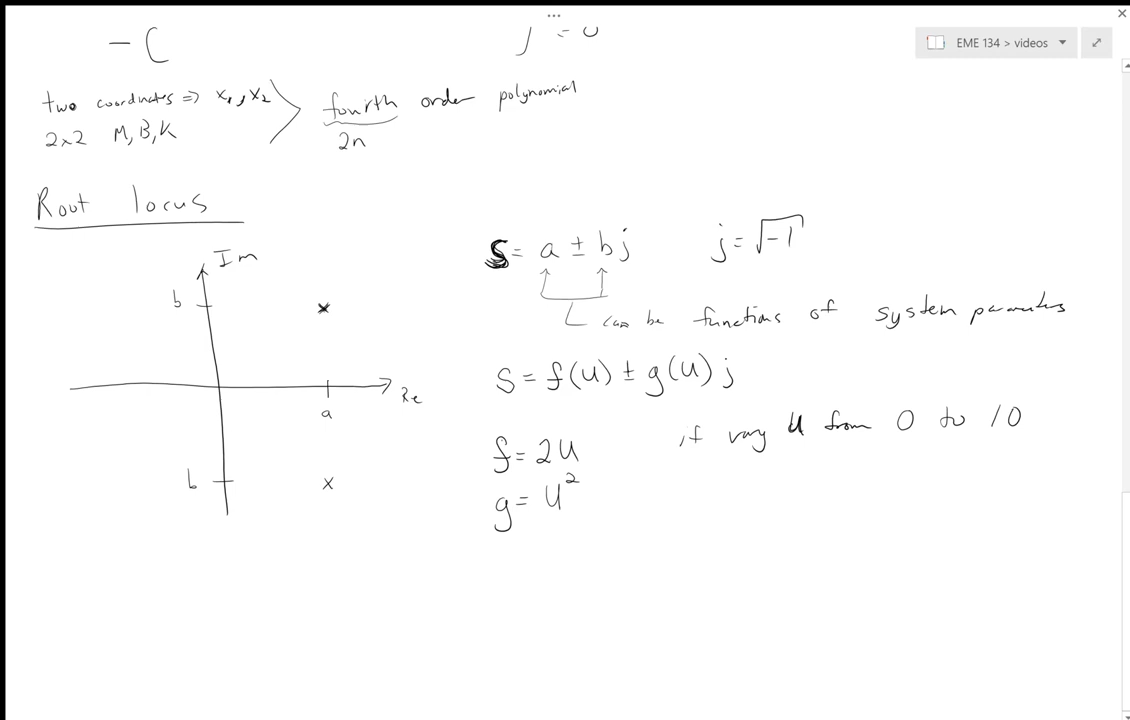 EME 134 > videos
- C
two coordinates ⇒ x₁, x₂
2x2 M, B, K
fourth order polynomial
2n
Root locus
Im
b
Re
a
b
s = a ± bj j = √-1
can be functions of system parameters
s = f(u) ± g(u) j
if vary u from 0 to 10
f = 2u
g = u²